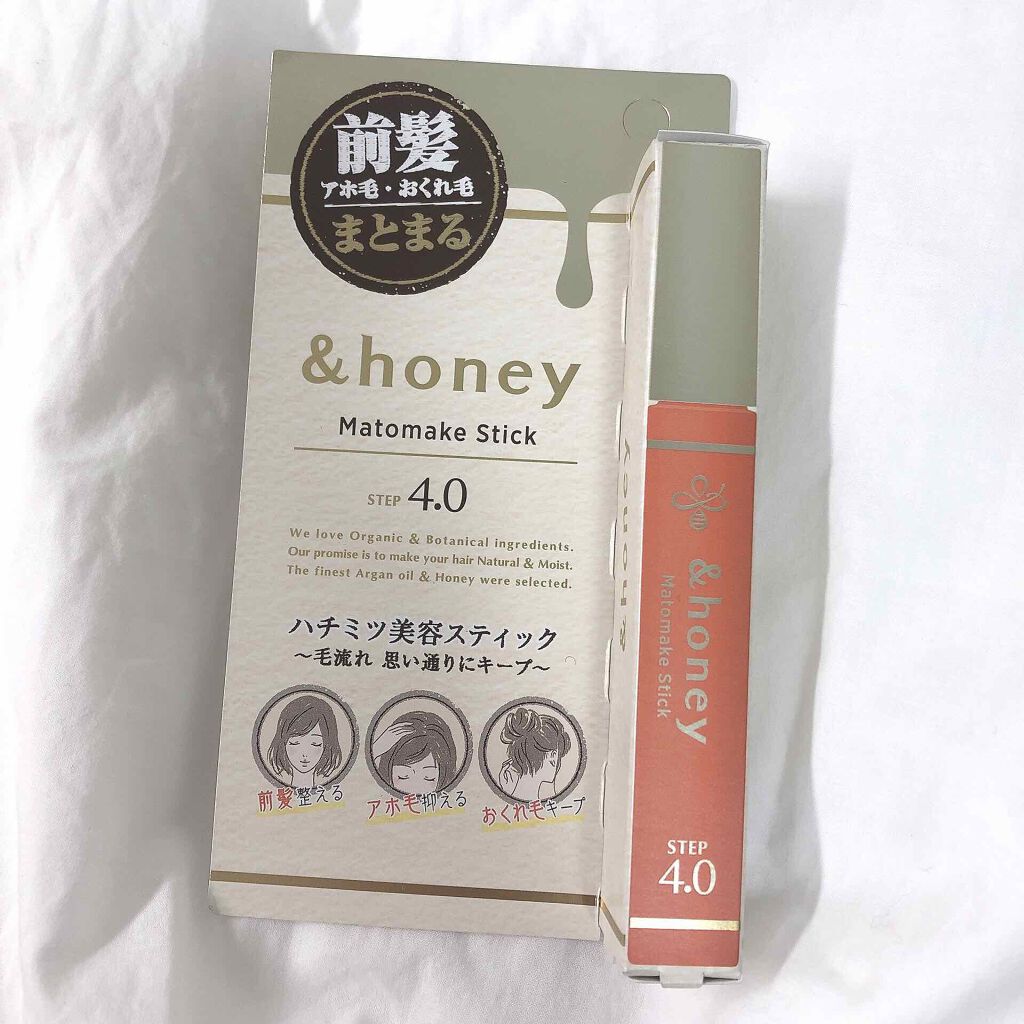 前髪
アホ毛・おくれ毛
まとまる
&honey
Matomake Stick
STEP 4.0
We love Organic & Botanical ingredients.
Our promise is to make your hair Natural & Moist.
The finest Argan oil & Honey were selected.
ハチミツ美容スティック
～毛流れ 思い通りにキープ～
前髪整える
アホ毛抑える
おくれ毛キープ
&honey
&honey
Matomake Stick
STEP
4.0